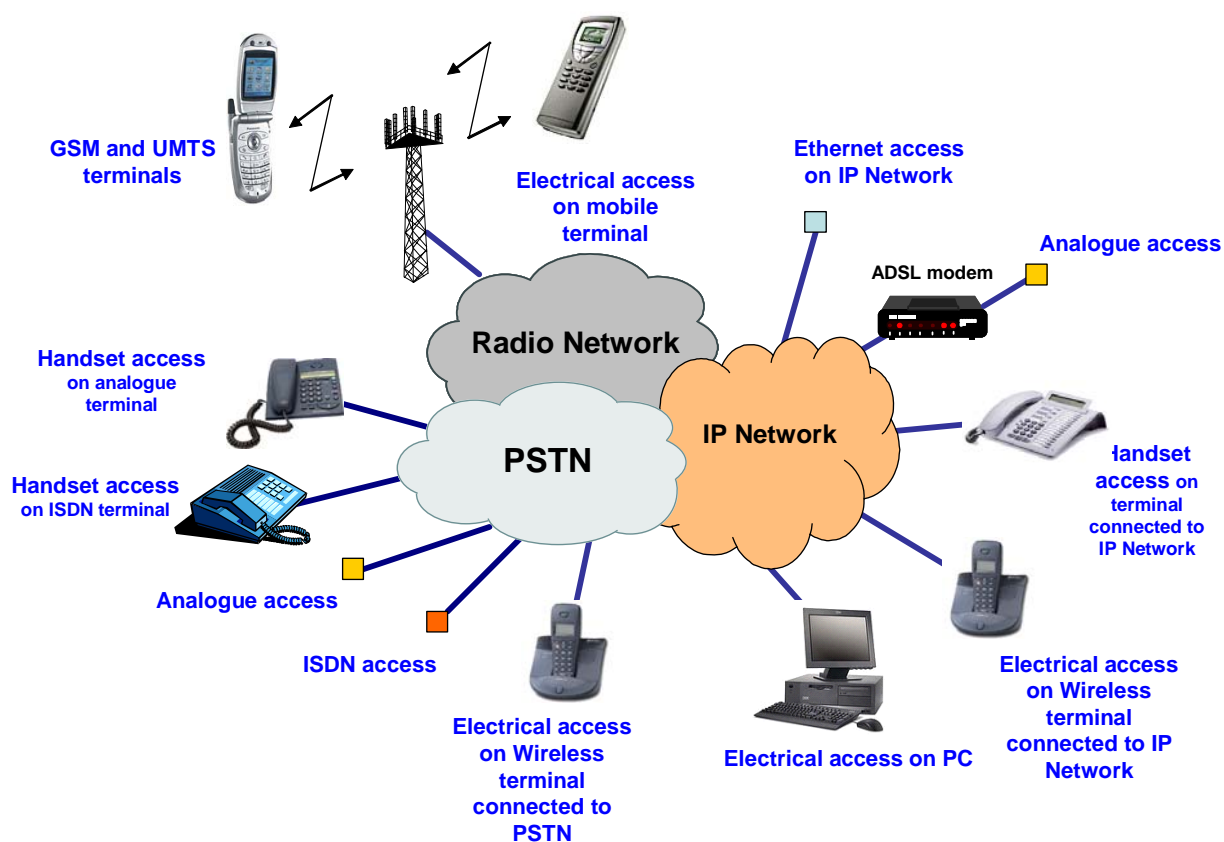 GSM and UMTS
terminals
Electrical access
on mobile
terminal
Ethernet access
on IP Network
Analogue access
ADSL modem
Radio Network
Handset access
on analogue
terminal
IP Network
PSTN
Handset
access on
terminal
connected to
IP Network
Handset access
on ISDN terminal
Analogue access
ISDN access
Electrical access
on Wireless
terminal
connected to
PSTN
Electrical access on PC
Electrical access
on Wireless
terminal
connected to IP
Network